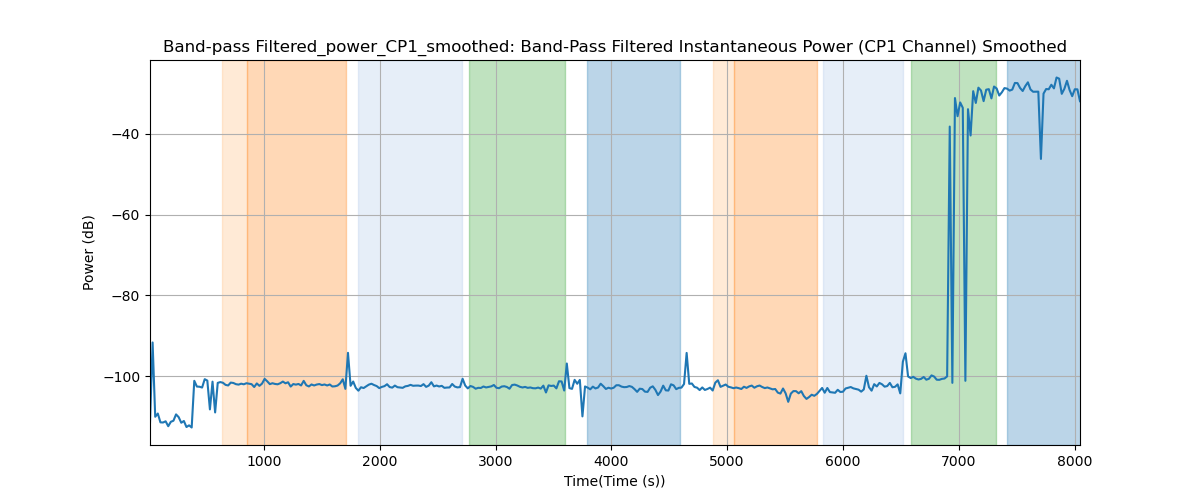 Band-pass Filtered_power_CP1_smoothed: Band-Pass Filtered Instantaneous Power (CP1 Channel) Smoothed
Power (dB)
−40
−60
−80
−100
1000 2000 3000 4000 5000 6000 7000 8000
Time(Time (s))